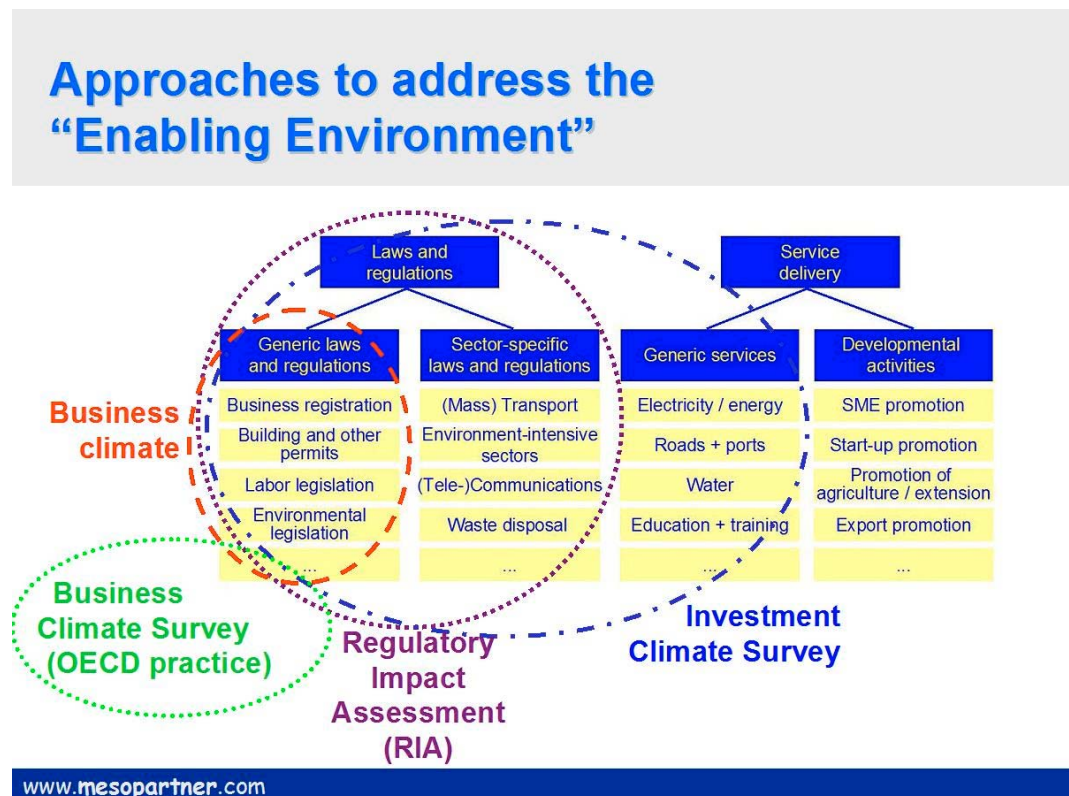 Approaches to address the
“Enabling Environment”
Laws and
regulations
Service
delivery
Generic laws
and regulations
Business registration
Building and other
permits
Labor legislation
Environmental
legislation
...
Sector-specific
laws and regulations
(Mass) Transport
Environment-intensive
sectors
(Tele-)Communications
Waste disposal
...
Generic services
Electricity / energy
Roads + ports
Water
Education + training
...
Developmental
activities
SME promotion
Start-up promotion
Promotion of
agriculture / extension
Export promotion
...
Business
climate
Business
Climate Survey
(OECD practice)
Regulatory
Impact
Assessment
(RIA)
Investment
Climate Survey
www.mesopartner.com